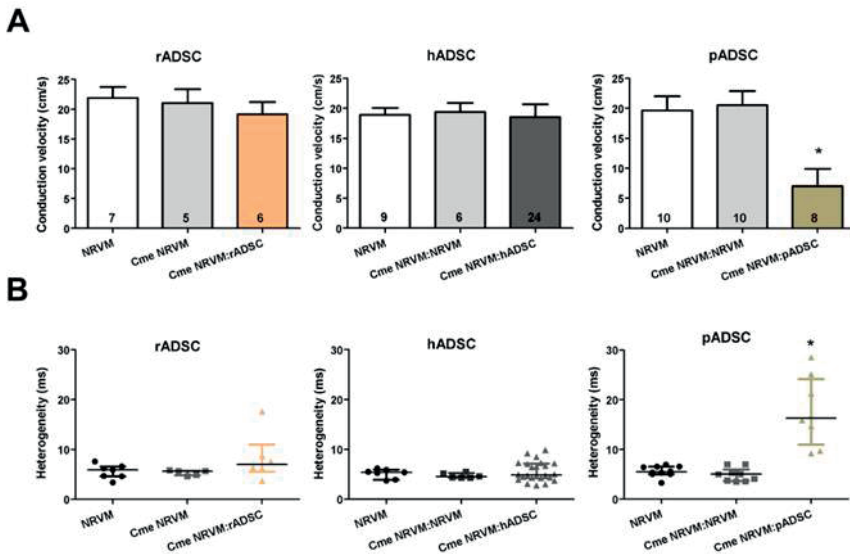 A
rADSC
hADSC
pADSC
Conduction velocity (cm/s)
25
20
15
10
5
0
7
5
6
NRVM
Cme NRVM
Cme NRVM:rADSC
Conduction velocity (cm/s)
25
20
15
10
5
0
9
6
24
NRVM
Cme NRVM:NRVM
Cme NRVM:hADSC
Conduction velocity (cm/s)
25
20
15
10
5
0
*
10
10
8
NRVM
Cme NRVM:NRVM
Cme NRVM:pADSC
B
rADSC
hADSC
pADSC
Heterogeneity (ms)
30
20
10
0
NRVM
Cme NRVM
Cme NRVM:rADSC
Heterogeneity (ms)
30
20
10
0
NRVM
Cme NRVM:NRVM
Cme NRVM:hADSC
Heterogeneity (ms)
30
20
10
0
*
NRVM
Cme NRVM:NRVM
Cme NRVM:pADSC